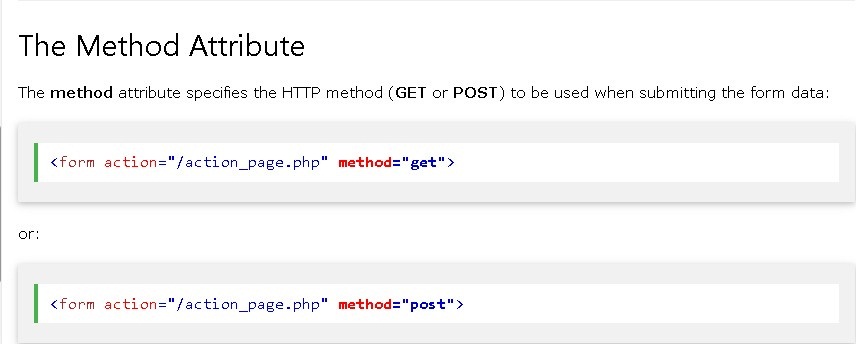 The Method Attribute
The method attribute specifies the HTTP method (GET or POST) to be used when submitting the form data:
<form action="/action_page.php" method="get">
or:
<form action="/action_page.php" method="post">